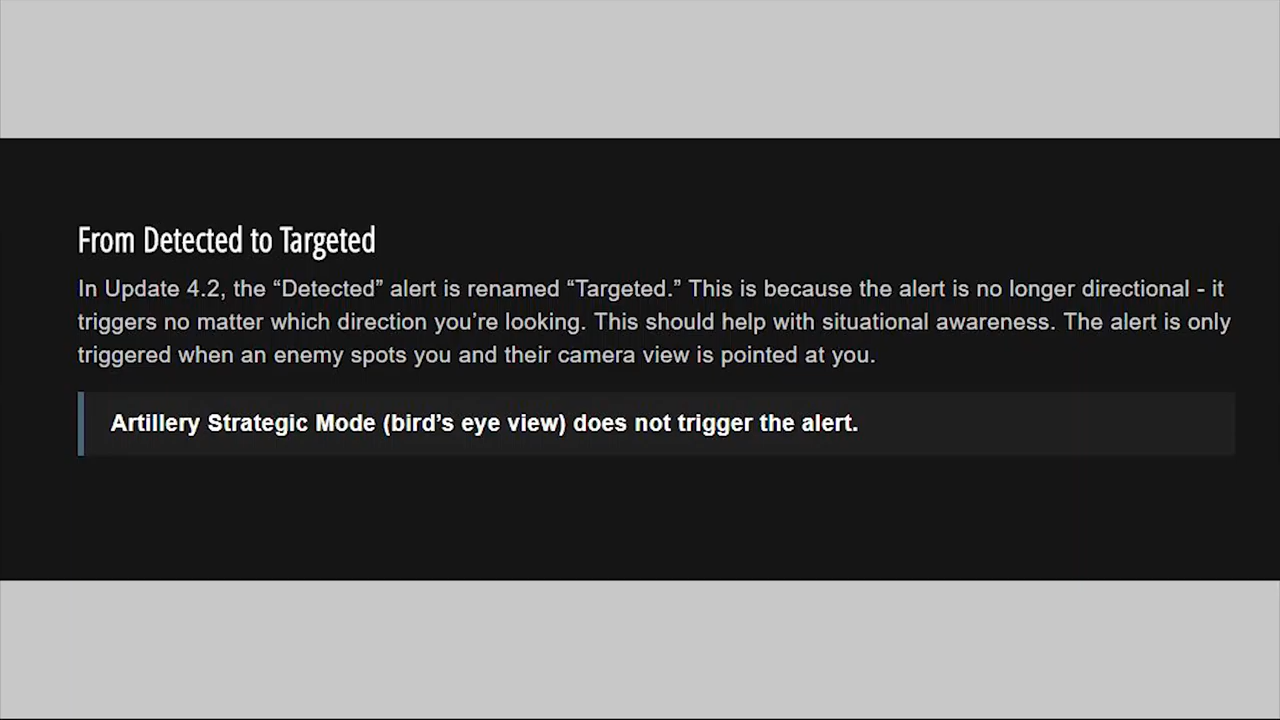 From Detected to Targeted
In Update 4.2, the “Detected” alert is renamed “Targeted.” This is because the alert is no longer directional - it
triggers no matter which direction you’re looking. This should help with situational awareness. The alert is only
triggered when an enemy spots you and their camera view is pointed at you.
Artillery Strategic Mode (bird’s eye view) does not trigger the alert.